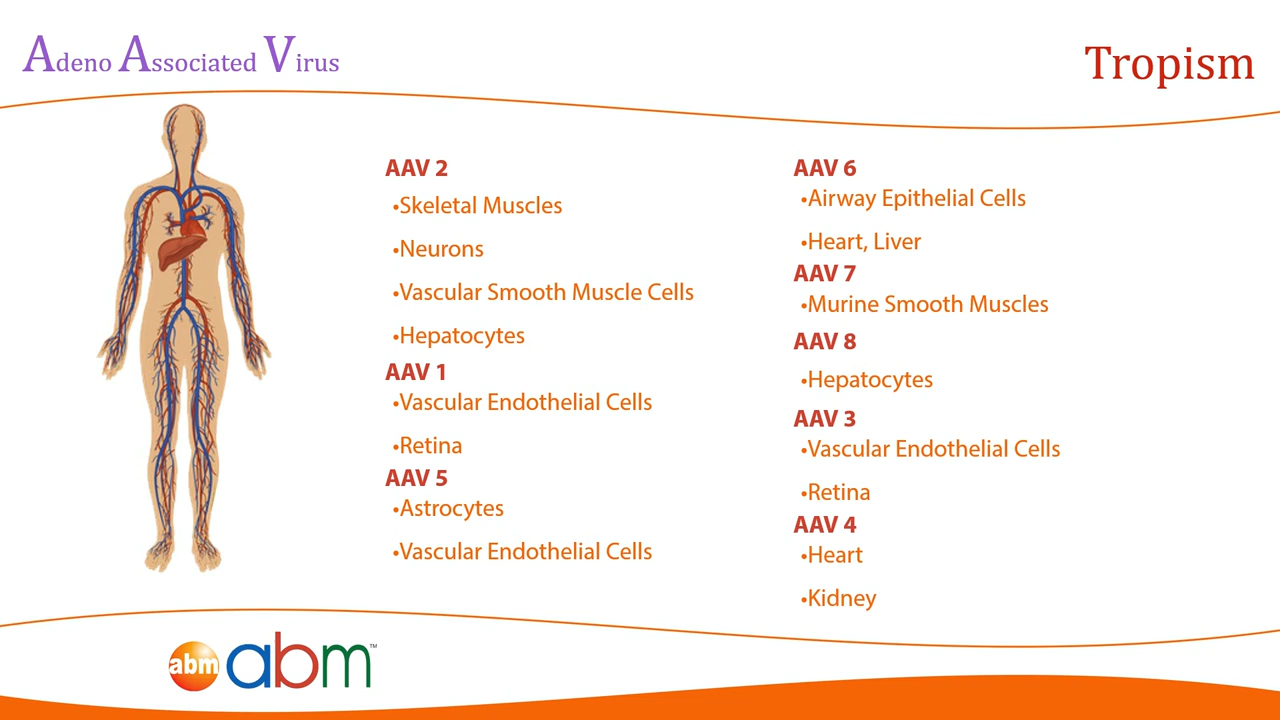 Adeno Associated Virus
Tropism
AAV 2
•Skeletal Muscles
•Neurons
•Vascular Smooth Muscle Cells
•Hepatocytes
AAV 1
•Vascular Endothelial Cells
•Retina
AAV 5
•Astrocytes
•Vascular Endothelial Cells
AAV 6
•Airway Epithelial Cells
•Heart, Liver
AAV 7
•Murine Smooth Muscles
AAV 8
•Hepatocytes
AAV 3
•Vascular Endothelial Cells
•Retina
AAV 4
•Heart
•Kidney
abm abm™